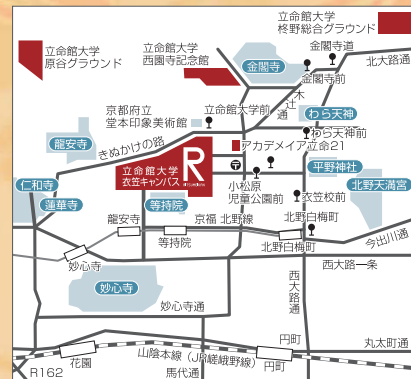 立命館大学
柊野総合グラウンド
立命館大学
原谷グラウンド
立命館大学
西園寺記念館
金閣寺道
金閣寺
北大路通
金閣寺前
木辻通
京都府立
堂本印象美術館
立命館大学前
わら天神
わら天神前
龍安寺
きぬかけの路
アカデメイア立命21
立命館大学
衣笠キャンパス
R
平野神社
仁和寺
蓮華寺
等持院
小松原
児童公園前
衣笠校前
北野天満宮
龍安寺
京福 北野線
北野白梅町
等持院
北野白梅町
今出川通
妙心寺
西大路一条
西大路通
妙心寺
妙心寺通
丸太町通
花園
山陰本線(JR嵯峨野線)
円町
円町
R162
馬代通